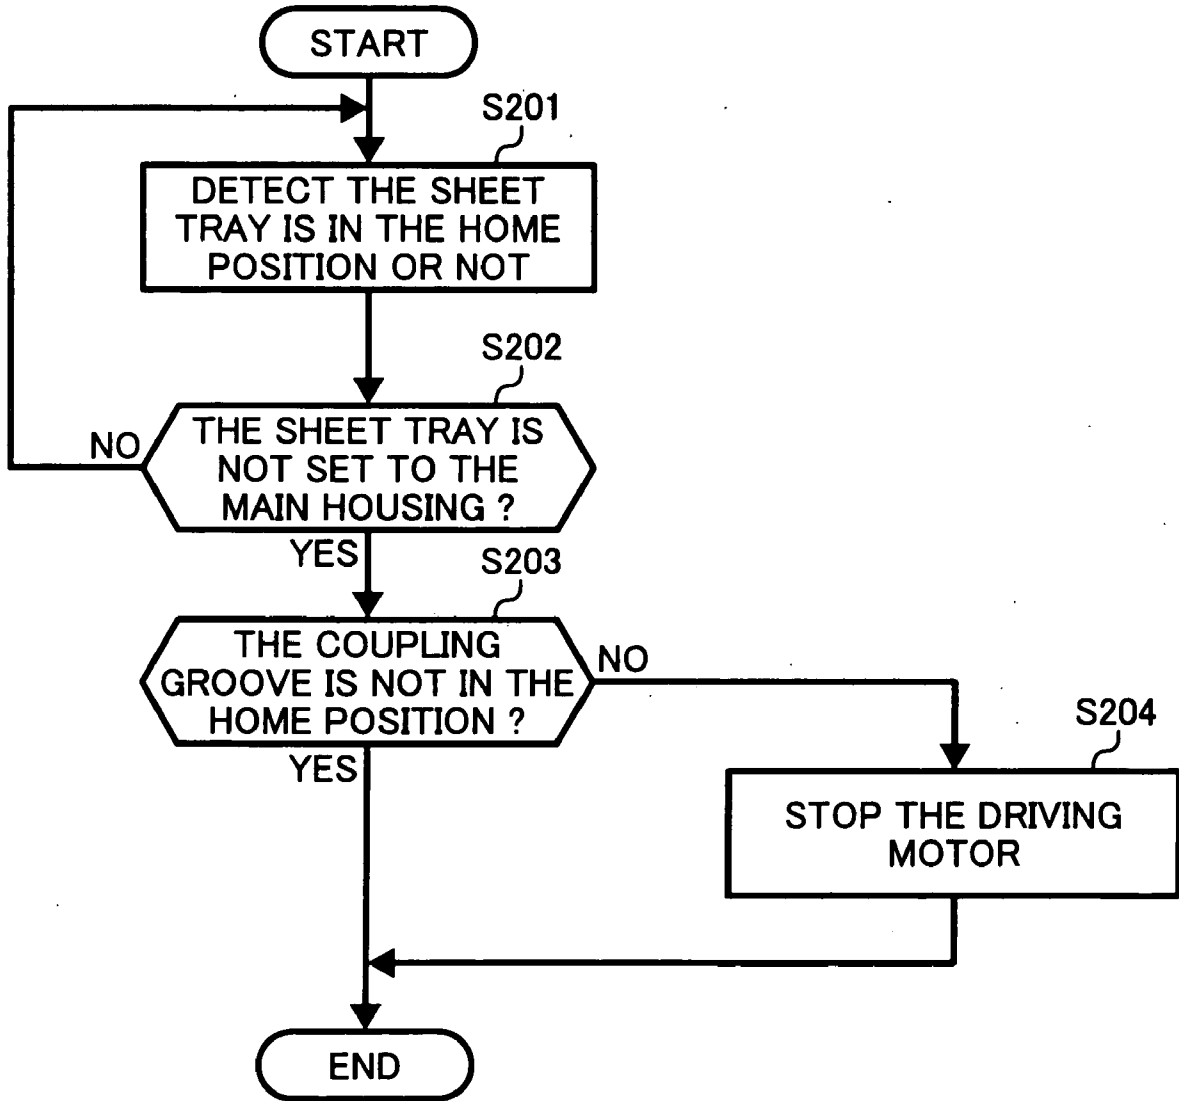 START
S201
DETECT THE SHEET
TRAY IS IN THE HOME
POSITION OR NOT
S202
THE SHEET TRAY IS
NOT SET TO THE
MAIN HOUSING ?
NO
YES
S203
THE COUPLING
GROOVE IS NOT IN THE
HOME POSITION ?
NO
YES
S204
STOP THE DRIVING
MOTOR
END